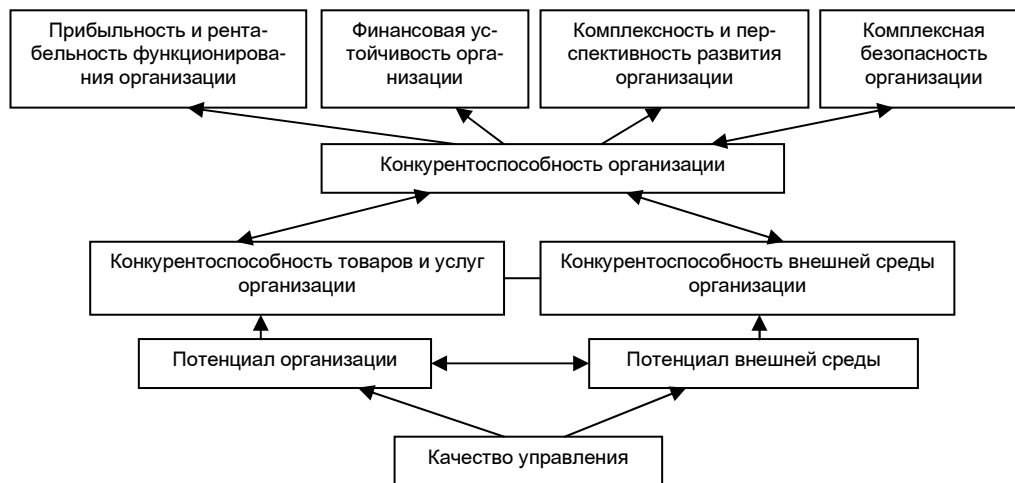 Прибыльность и рента-
бельность функционирова-
ния организации
Финансовая ус-
тойчивость орга-
низации
Комплексность и пер-
спективность развития
организации
Комплексная
безопасность
организации
Конкурентоспособность организации
Конкурентоспособность товаров и услуг
организации
Конкурентоспособность внешней среды
организации
Потенциал организации
Потенциал внешней среды
Качество управления